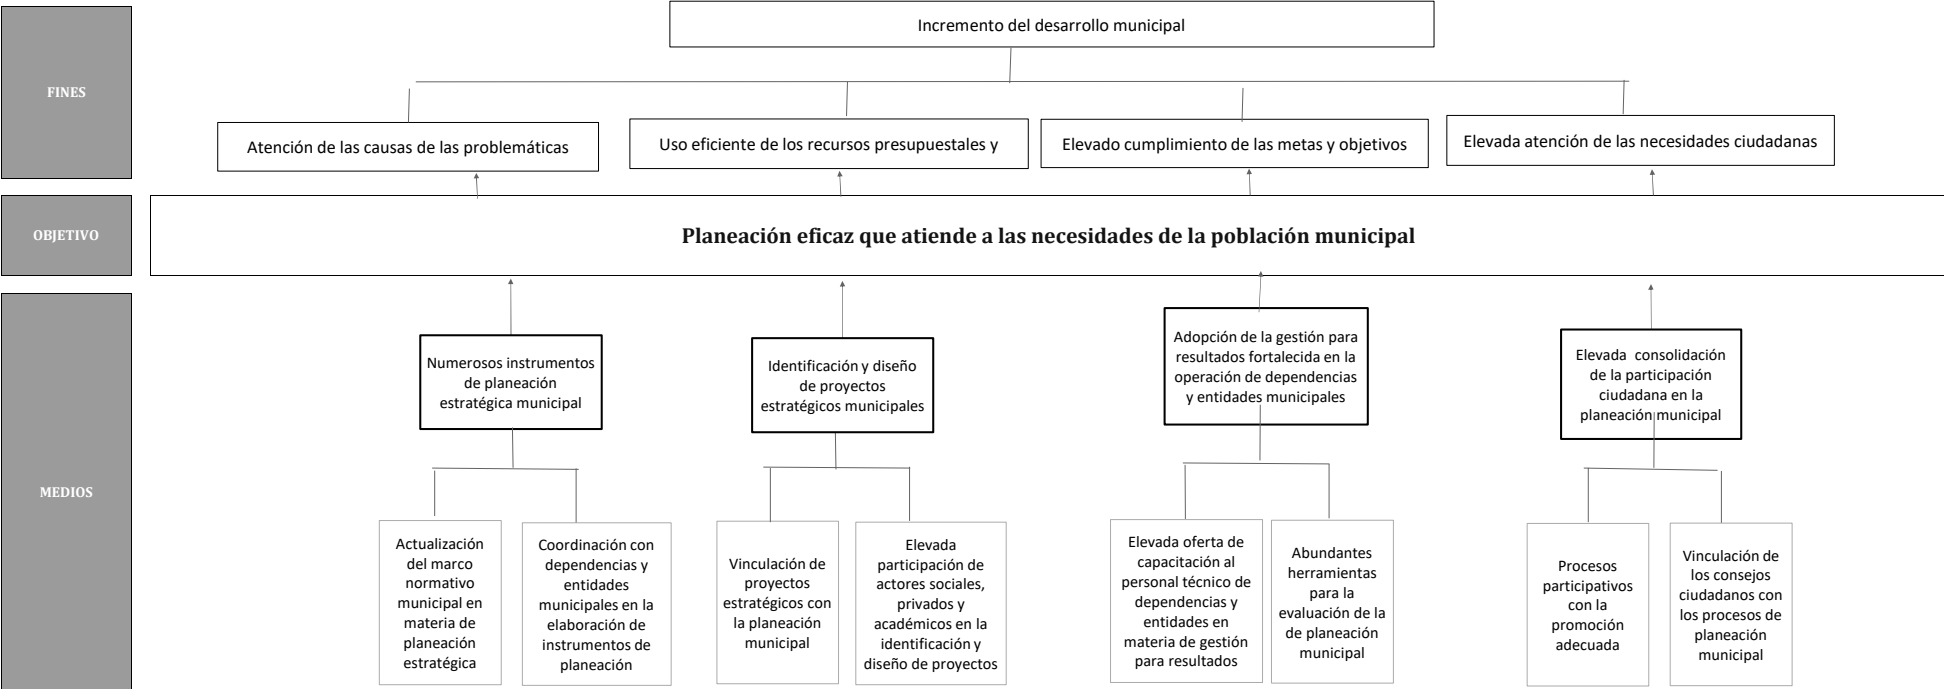 Incremento del desarrollo municipal
FINES
Atención de las causas de las problemáticas
Uso eficiente de los recursos presupuestales y
Elevado cumplimiento de las metas y objetivos
Elevada atención de las necesidades ciudadanas
OBJETIVO
Planeación eficaz que atiende a las necesidades de la población municipal
MEDIOS
Numerosos instrumentos
de planeación
estratégica municipal
Identificación y diseño
de proyectos
estratégicos municipales
Adopción de la gestión para
resultados fortalecida en la
operación de dependencias
y entidades municipales
Elevada consolidación
de la participación
ciudadana en la
planeación municipal
Actualización
del marco
normativo
municipal en
materia de
planeación
estratégica
Coordinación con
dependencias y
entidades
municipales en la
elaboración de
instrumentos de
planeación
Vinculación de
proyectos
estratégicos con
la planeación
municipal
Elevada
participación de
actores sociales,
privados y
académicos en la
identificación y
diseño de proyectos
Elevada oferta de
capacitación al
personal técnico de
dependencias y
entidades en
materia de gestión
para resultados
Abundantes
herramientas
para la
evaluación de la
de planeación
municipal
Procesos
participativos
con la
promoción
adecuada
Vinculación de
los consejos
ciudadanos con
los procesos de
planeación
municipal